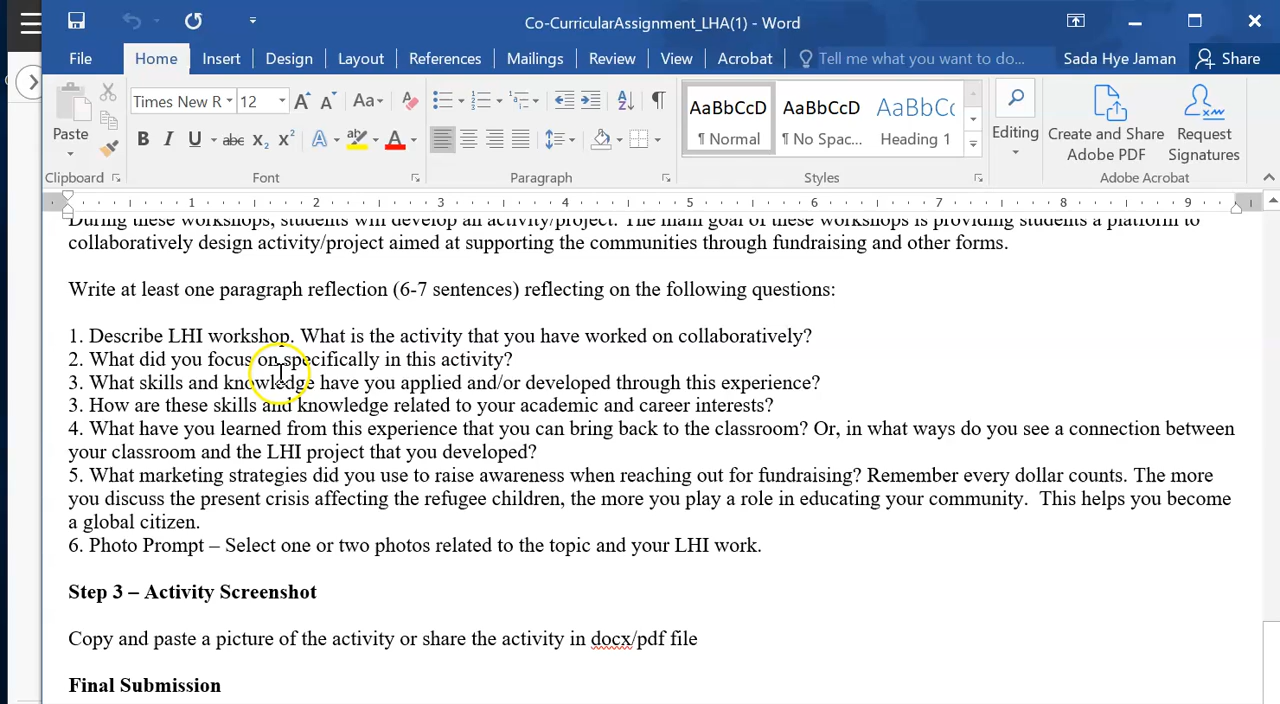 Co-CurricularAssignment_LHA(1) - Word
File Home Insert Design Layout References Mailings Review View Acrobat Tell me what you want to do... Sada Hye Jaman Share
Times New R 12 Aa AaBbCcD AaBbCcD AaBbCc
Paste B I U abc x₂ x² A A ¶ Normal ¶ No Spac... Heading 1 Editing Create and Share Adobe PDF Request Signatures
Clipboard Font Paragraph Styles Adobe Acrobat
1 2 3 4 5 6 7 8 9
During these workshops, students will develop an activity/project. The main goal of these workshops is providing students a platform to
collaboratively design activity/project aimed at supporting the communities through fundraising and other forms.
Write at least one paragraph reflection (6-7 sentences) reflecting on the following questions:
1. Describe LHI workshop. What is the activity that you have worked on collaboratively?
2. What did you focus on specifically in this activity?
3. What skills and knowledge have you applied and/or developed through this experience?
3. How are these skills and knowledge related to your academic and career interests?
4. What have you learned from this experience that you can bring back to the classroom? Or, in what ways do you see a connection between
your classroom and the LHI project that you developed?
5. What marketing strategies did you use to raise awareness when reaching out for fundraising? Remember every dollar counts. The more
you discuss the present crisis affecting the refugee children, the more you play a role in educating your community.  This helps you become
a global citizen.
6. Photo Prompt – Select one or two photos related to the topic and your LHI work.
Step 3 – Activity Screenshot
Copy and paste a picture of the activity or share the activity in docx/pdf file
Final Submission